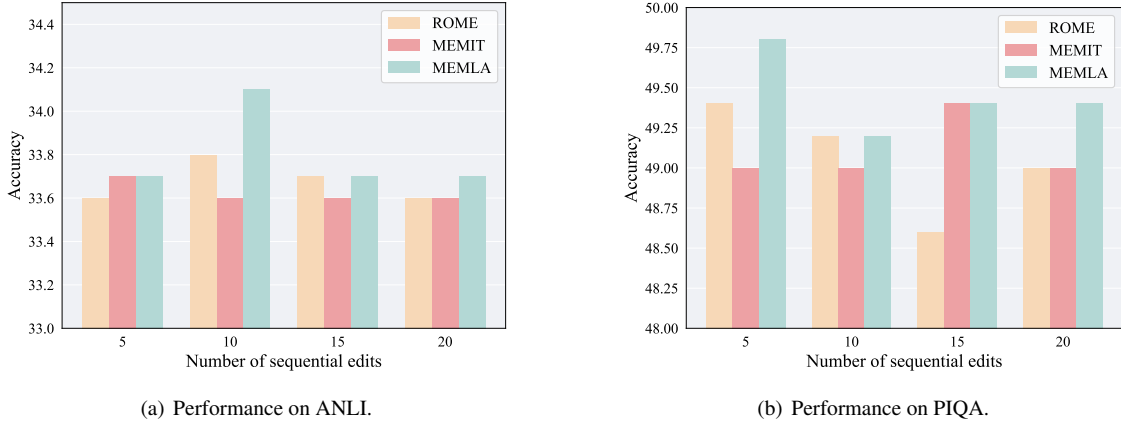 34.4
34.2
34.0
33.8
33.6
33.4
33.2
33.0
Accuracy
5
10
15
20
Number of sequential edits
ROME
MEMIT
MEMLA
(a) Performance on ANLI.
50.00
49.75
49.50
49.25
49.00
48.75
48.50
48.25
48.00
Accuracy
5
10
15
20
Number of sequential edits
ROME
MEMIT
MEMLA
(b) Performance on PIQA.